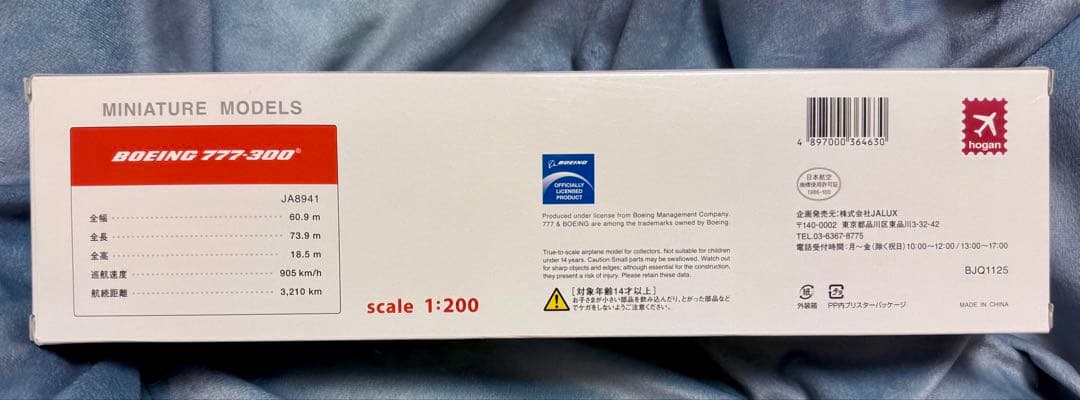 MINIATURE MODELS
BOEING 777-300®
JA8941
全幅 60.9 m
全長 73.9 m
全高 18.5 m
巡航速度 905 km/h
航続距離 3,210 km
scale 1:200
BOEING
OFFICIALLY
LICENSED
PRODUCT
Produced under license from Boeing Management Company.
777 & BOEING are among the trademarks owned by Boeing.
True-to-scale airplane model for collectors. Not suitable for children
under 14 years. Caution Small parts may be swallowed. Watch out
for sharp objects and edges; although essential for the construction,
they present a risk of injury. Please retain these data.
[対象年齢14才以上]
お子さまが小さい部品を飲み込んだり、とがった部品など
でケガをしないようご注意ください。
4 897000 364630
hogan
日本航空
商標使用許可証
1986-100
企画発売元:株式会社JALUX
〒140-0002 東京都品川区東品川3-32-42
TEL.03-6367-8775
電話受付時間:月〜金(除く祝日)10:00〜12:00/13:00〜17:00
BJQ1125
紙
外装箱
プラ
PP内ブリスターパッケージ
MADE IN CHINA